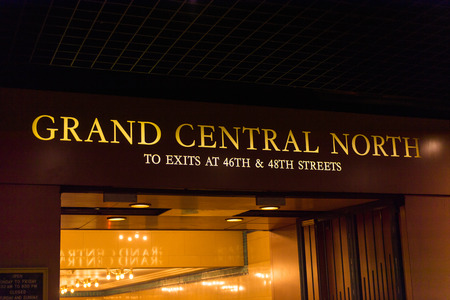 GRAND CENTRAL NORTH
TO EXITS AT 46TH & 48TH STREETS